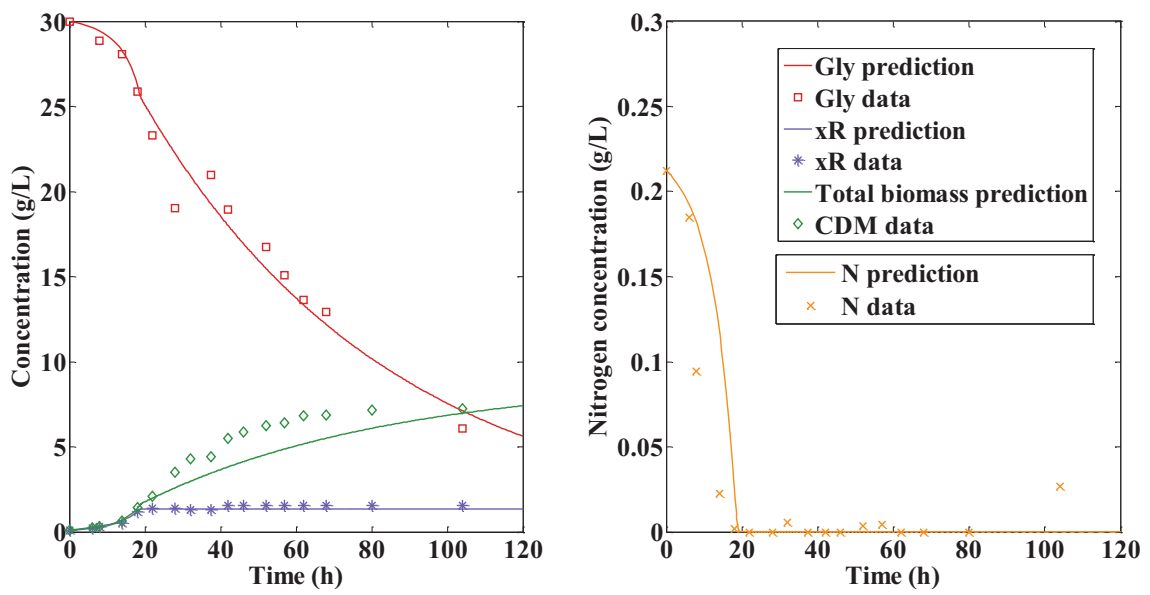 30
25
20
15
10
5
0
Concentration (g/L)
0 20 40 60 80 100 120
Time (h)
0.3
0.25
0.2
0.15
0.1
0.05
0
Nitrogen concentration (g/L)
0 20 40 60 80 100 120
Time (h)
Gly prediction
Gly data
xR prediction
xR data
Total biomass prediction
CDM data
N prediction
N data